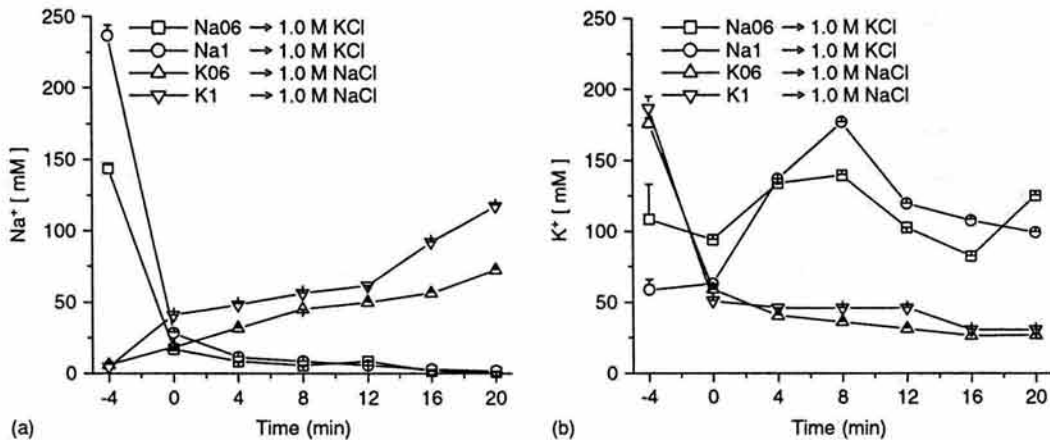 250
200
150
100
50
0
Na⁺ [ mM ]
Na06 → 1.0 M KCl
Na1 → 1.0 M KCl
K06 → 1.0 M NaCl
K1 → 1.0 M NaCl
-4 0 4 8 12 16 20
Time (min)
(a)
250
200
150
100
50
0
K⁺ [ mM ]
Na06 → 1.0 M KCl
Na1 → 1.0 M KCl
K06 → 1.0 M NaCl
K1 → 1.0 M NaCl
-4 0 4 8 12 16 20
Time (min)
(b)